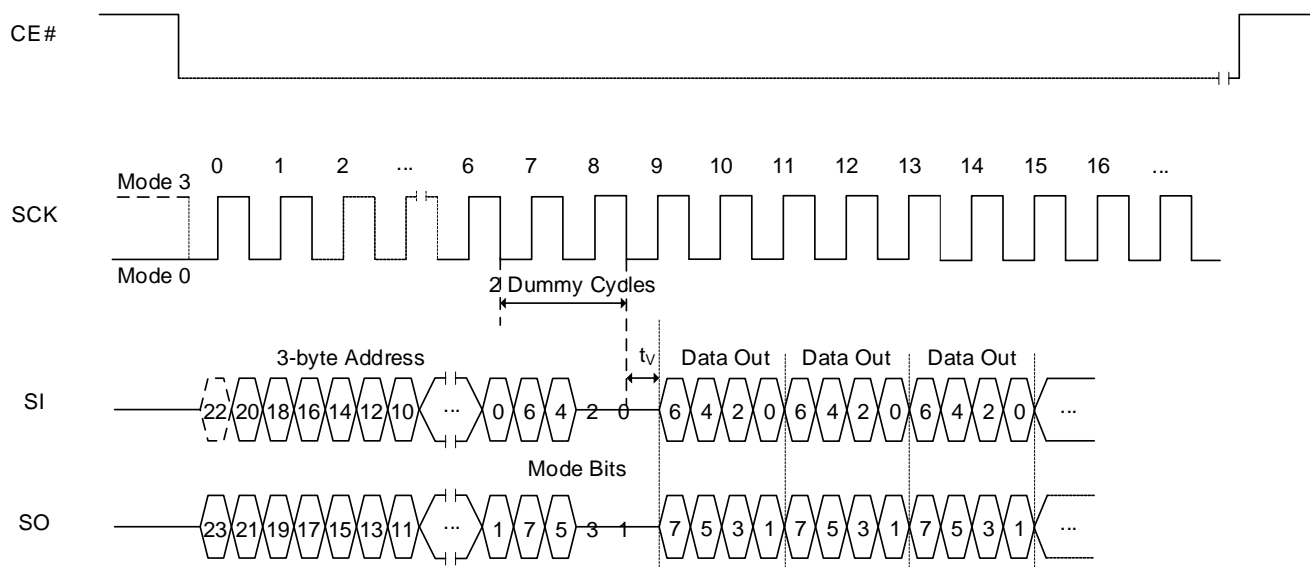 CE#
0 1 2 ... 6 7 8 9 10 11 12 13 14 15 16 ...
Mode 3
SCK
Mode 0
2 Dummy Cycles
3-byte Address tV Data Out Data Out Data Out
SI 22 20 18 16 14 12 10 ... 0 6 4 2 0 6 4 2 0 6 4 2 0 6 4 2 0 ...
Mode Bits
SO 23 21 19 17 15 13 11 ... 1 7 5 3 1 7 5 3 1 7 5 3 1 7 5 3 1 ...